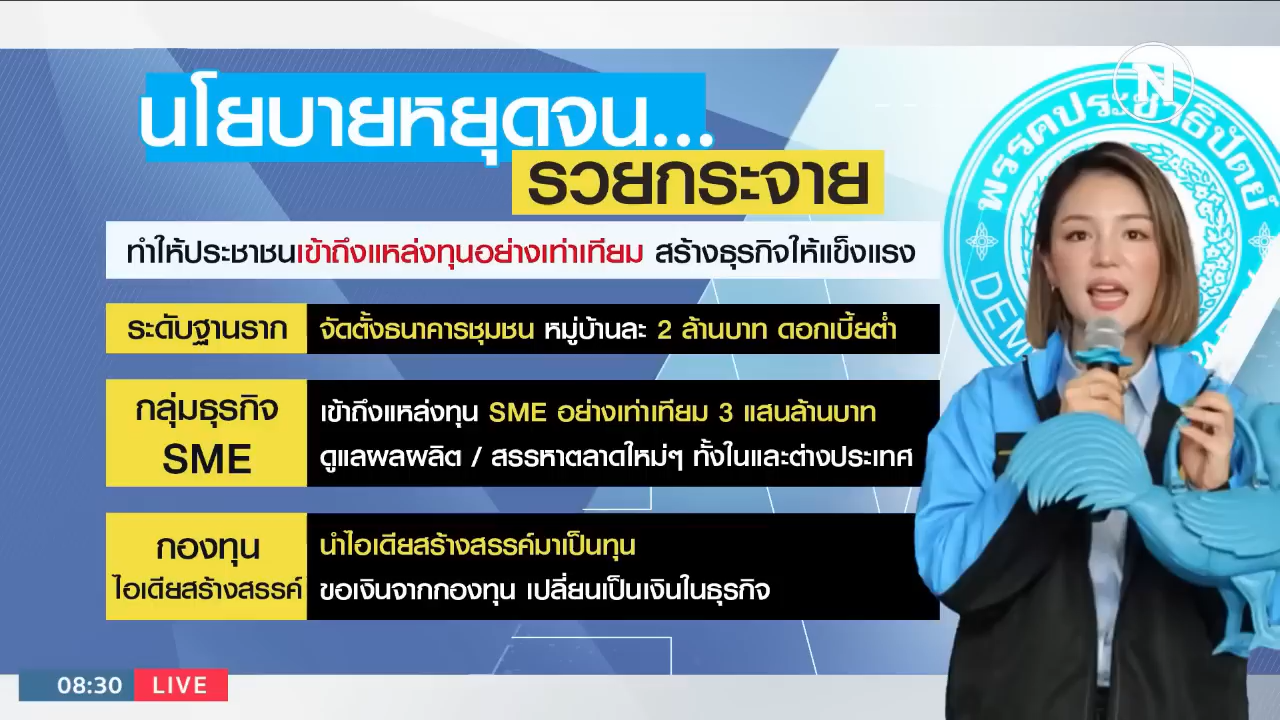 N
นโยบายหยุดจน...
รวยกระจาย
ทำให้ประชาชนเข้าถึงแหล่งทุนอย่างเท่าเทียม สร้างธุรกิจให้แข็งแรง
ระดับฐานราก
จัดตั้งธนาคารชุมชน หมู่บ้านละ 2 ล้านบาท ดอกเบี้ยต่ำ
กลุ่มธุรกิจ
SME
เข้าถึงแหล่งทุน SME อย่างเท่าเทียม 3 แสนล้านบาท
ดูแลผลผลิต / สรรหาตลาดใหม่ๆ ทั้งในและต่างประเทศ
กองทุน
ไอเดียสร้างสรรค์
นำไอเดียสร้างสรรค์มาเป็นทุน
ขอเงินจากกองทุน เปลี่ยนเป็นเงินในธุรกิจ
พรรคประชาธิปัตย์
08:30 LIVE